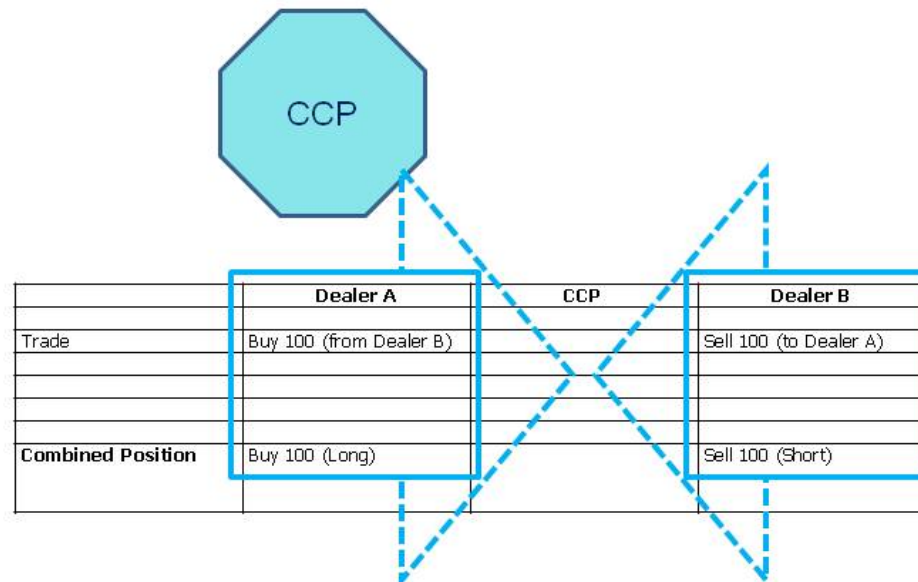 CCP
Dealer A CCP Dealer B
Trade Buy 100 (from Dealer B) Sell 100 (to Dealer A)
Combined Position Buy 100 (Long) Sell 100 (Short)